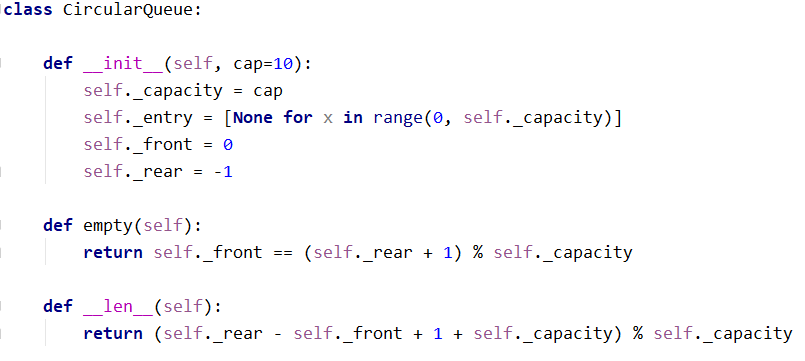 class CircularQueue:
def __init__(self, cap=10):
self._capacity = cap
self._entry = [None for x in range(0, self._capacity)]
self._front = 0
self._rear = -1
def empty(self):
return self._front == (self._rear + 1) % self._capacity
def __len__(self):
return (self._rear - self._front + 1 + self._capacity) % self._capacity